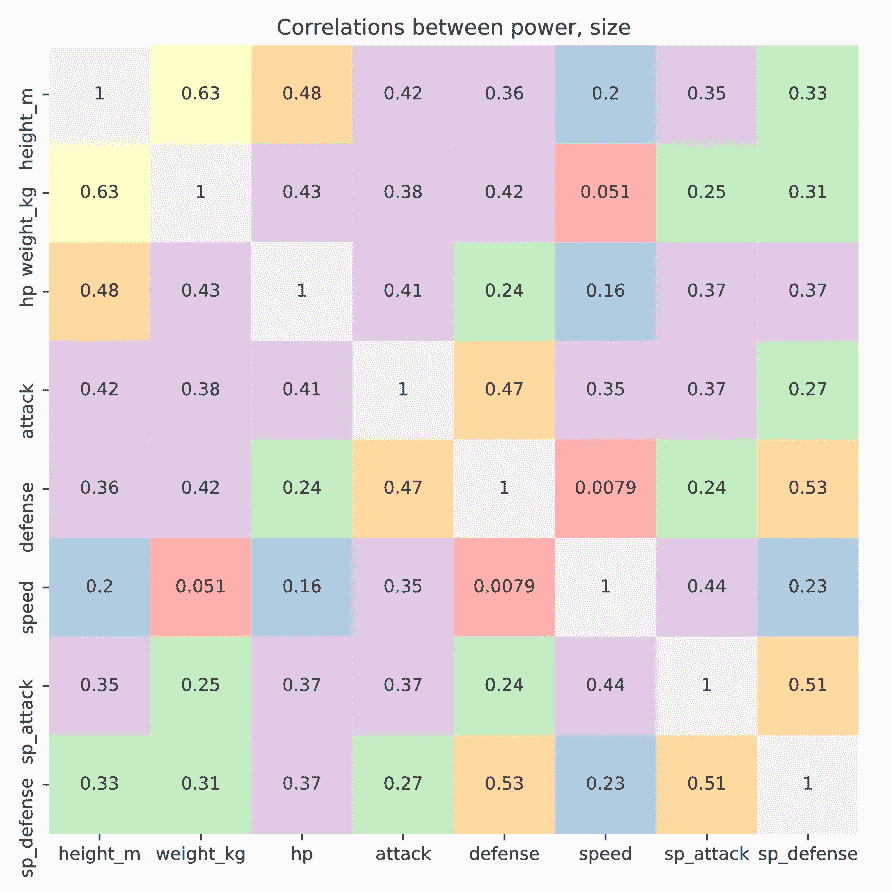 Correlations between power, size
height_m 1 0.63 0.48 0.42 0.36 0.2 0.35 0.33
weight_kg 0.63 1 0.43 0.38 0.42 0.051 0.25 0.31
hp 0.48 0.43 1 0.41 0.24 0.16 0.37 0.37
attack 0.42 0.38 0.41 1 0.47 0.35 0.37 0.27
defense 0.36 0.42 0.24 0.47 1 0.0079 0.24 0.53
speed 0.2 0.051 0.16 0.35 0.0079 1 0.44 0.23
sp_attack 0.35 0.25 0.37 0.37 0.24 0.44 1 0.51
sp_defense 0.33 0.31 0.37 0.27 0.53 0.23 0.51 1
height_m weight_kg hp attack defense speed sp_attack sp_defense